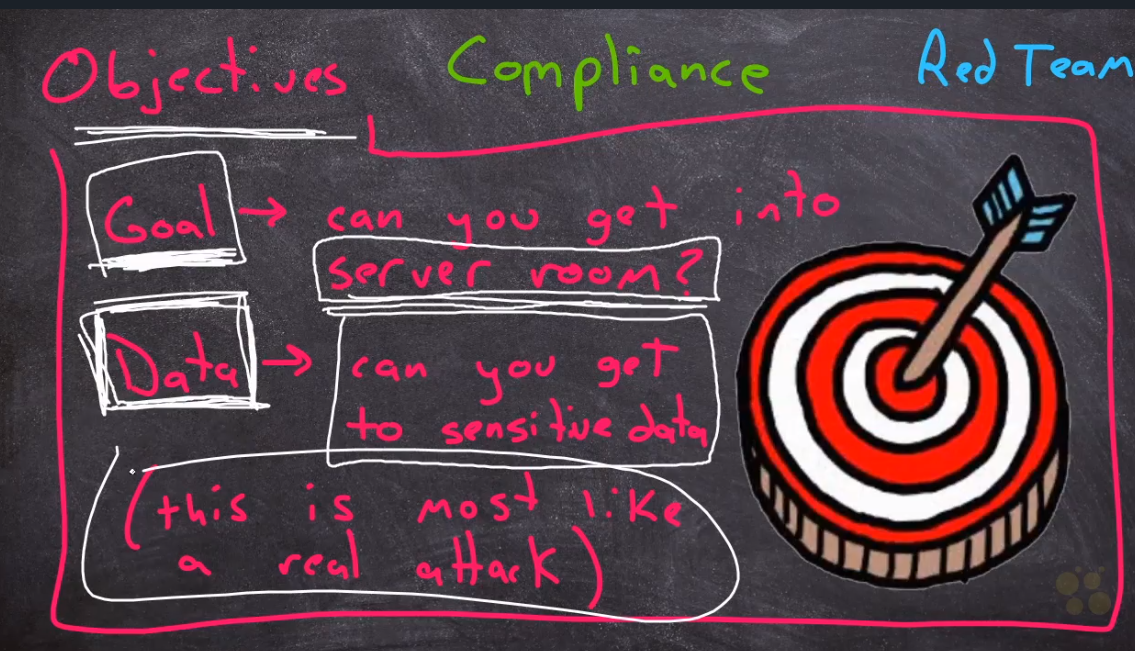 Objectives
Compliance
Red Team
Goal → can you get into
server room?
Data → can you get
to sensitive data
(this is most like
a real attack)